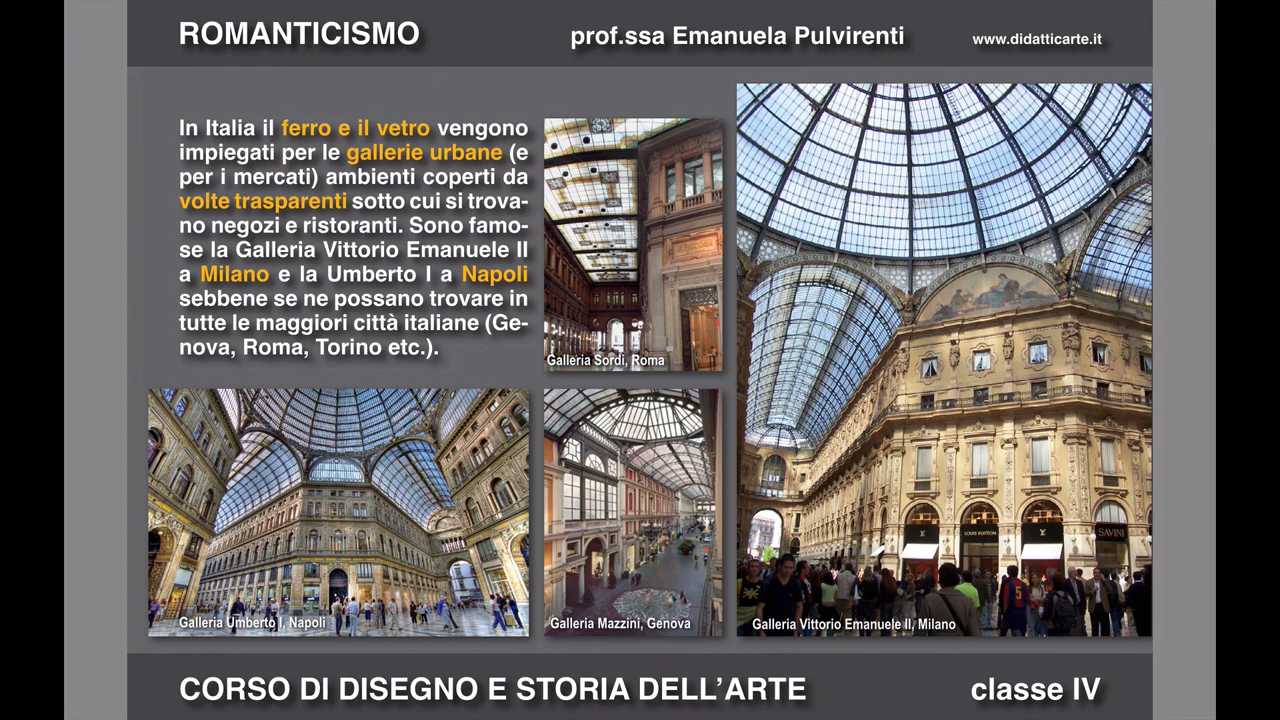 ROMANTICISMO
prof.ssa Emanuela Pulvirenti
www.didatticarte.it
In Italia il ferro e il vetro vengono
impiegati per le gallerie urbane (e
per i mercati) ambienti coperti da
volte trasparenti sotto cui si trova-
no negozi e ristoranti. Sono famo-
se la Galleria Vittorio Emanuele II
a Milano e la Umberto I a Napoli
sebbene se ne possano trovare in
tutte le maggiori città italiane (Ge-
nova, Roma, Torino etc.).
Galleria Sordi, Roma
LOUIS VUITTON
SAVINI
5
Galleria Umberto I, Napoli
Galleria Mazzini, Genova
Galleria Vittorio Emanuele II, Milano
CORSO DI DISEGNO E STORIA DELL'ARTE
classe IV